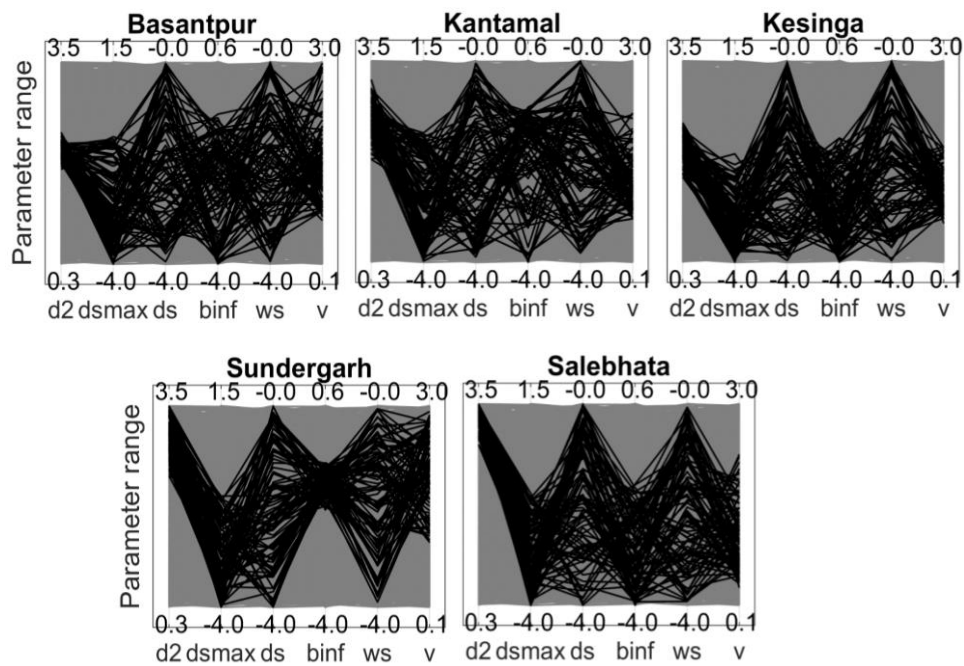 Basantpur Kantamal Kesinga
3.5 1.5 -0.0 0.6 -0.0 3.0 3.5 1.5 -0.0 0.6 -0.0 3.0 3.5 1.5 -0.0 0.6 -0.0 3.0
Parameter range
0.3 -4.0 -4.0 -4.0 -4.0 0.1 0.3 -4.0 -4.0 -4.0 -4.0 0.1 0.3 -4.0 -4.0 -4.0 -4.0 0.1
d2 dsmax ds binf ws v d2 dsmax ds binf ws v d2 dsmax ds binf ws v
Sundergarh Salebhata
3.5 1.5 -0.0 0.6 -0.0 3.0 3.5 1.5 -0.0 0.6 -0.0 3.0
Parameter range
0.3 -4.0 -4.0 -4.0 -4.0 0.1 0.3 -4.0 -4.0 -4.0 -4.0 0.1
d2 dsmax ds binf ws v d2 dsmax ds binf ws v